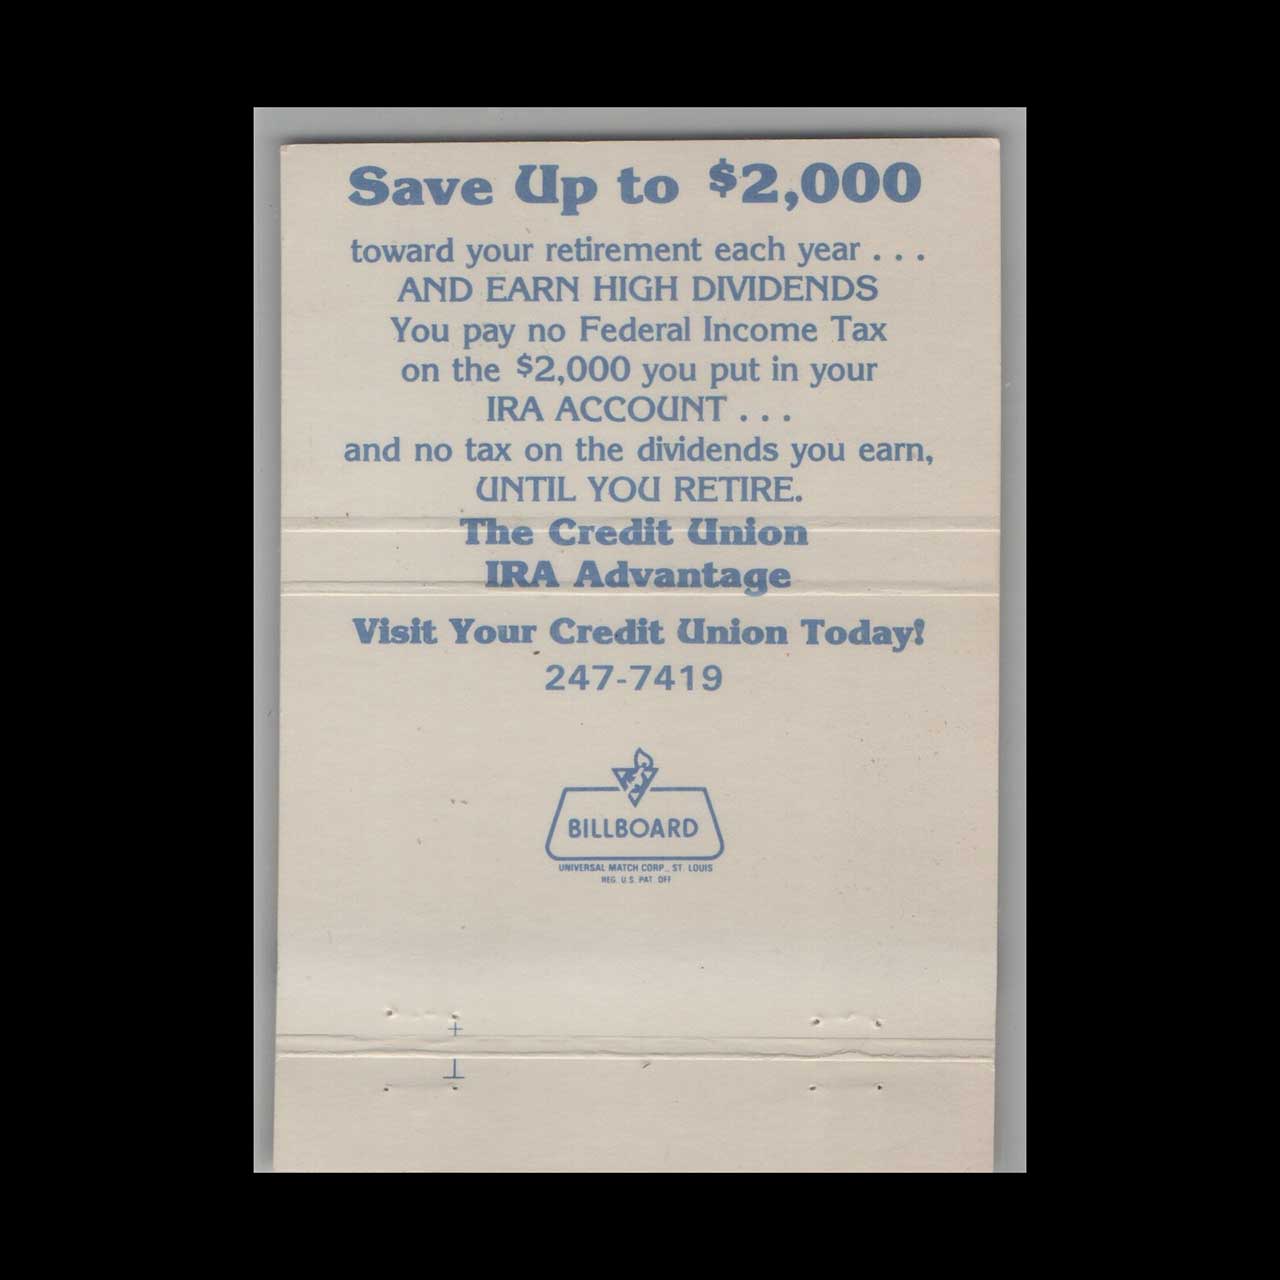 Save Up to $2,000
toward your retirement each year . . .
AND EARN HIGH DIVIDENDS
You pay no Federal Income Tax
on the $2,000 you put in your
IRA ACCOUNT . . .
and no tax on the dividends you earn,
UNTIL YOU RETIRE.
The Credit Union
IRA Advantage
Visit Your Credit Union Today!
247-7419
BILLBOARD
UNIVERSAL MATCH CORP., ST. LOUIS
REG. U.S. PAT. OFF